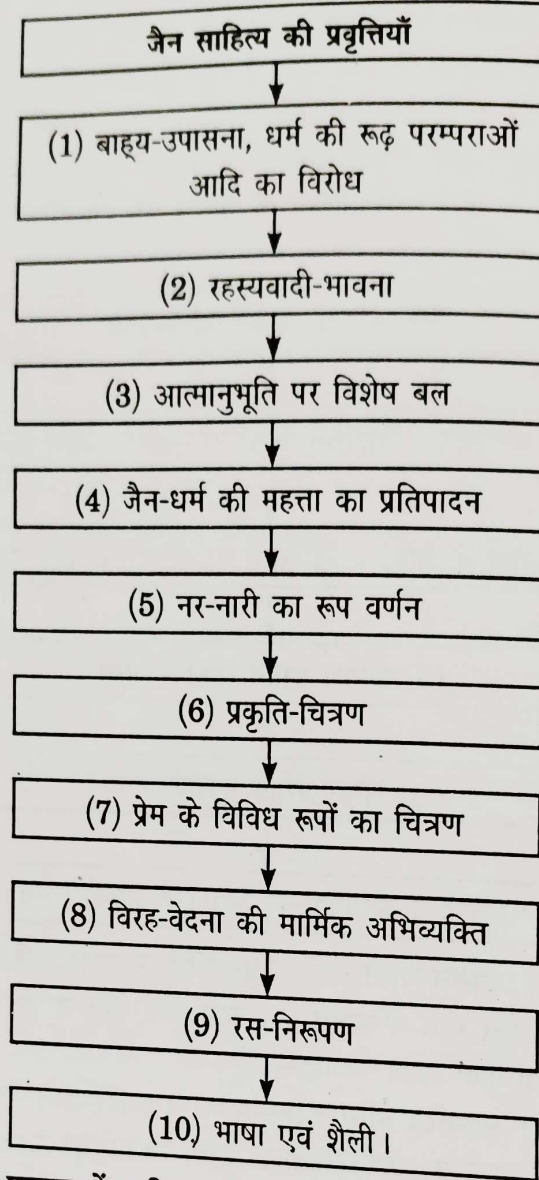 जैन साहित्य की प्रवृत्तियाँ
(1) बाह्य-उपासना, धर्म की रूढ़ परम्पराओं
आदि का विरोध
(2) रहस्यवादी-भावना
(3) आत्मानुभूति पर विशेष बल
(4) जैन-धर्म की महत्ता का प्रतिपादन
(5) नर-नारी का रूप वर्णन
(6) प्रकृति-चित्रण
(7) प्रेम के विविध रूपों का चित्रण
(8) विरह-वेदना की मार्मिक अभिव्यक्ति
(9) रस-निरूपण
(10) भाषा एवं शैली।